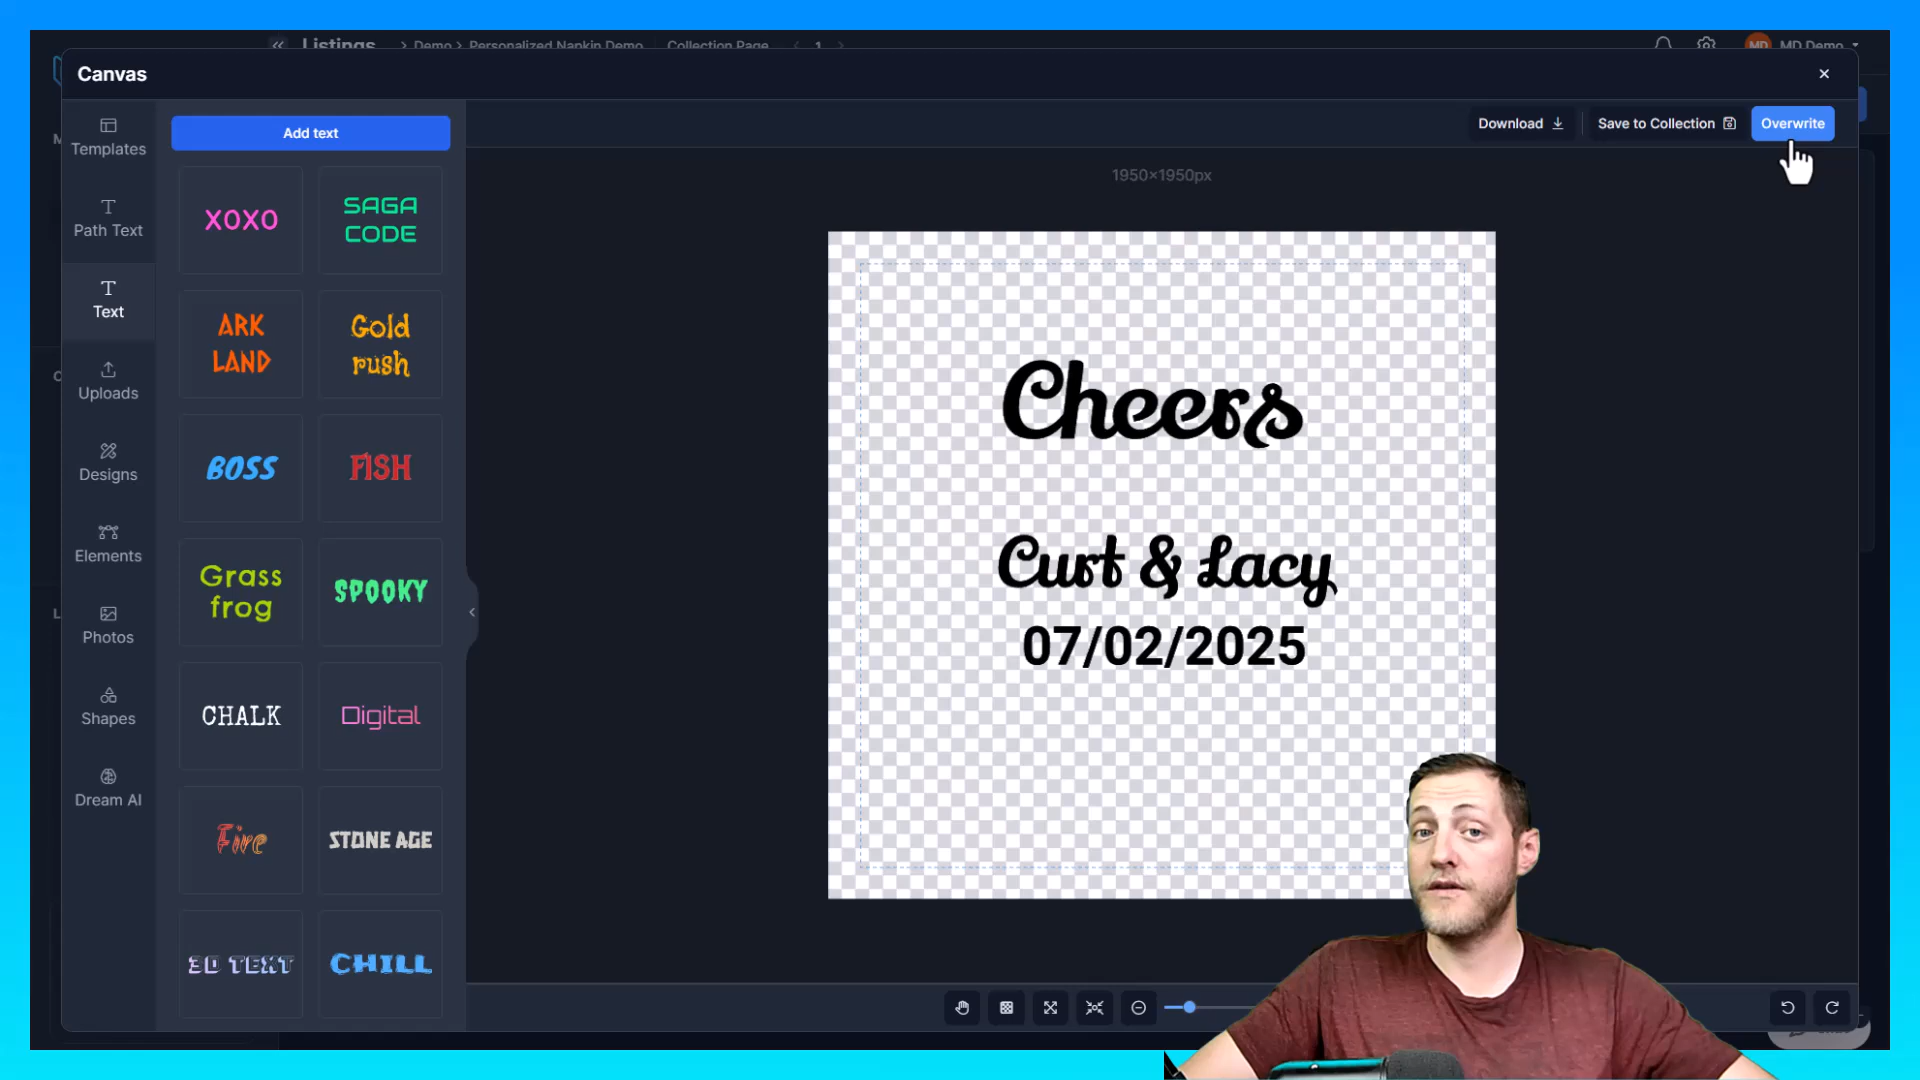 Listings > Demo > Personalized Napkin Demo Collection Page < 1 >
MD MD Demo
Canvas
Templates
Path Text
Text
Uploads
Designs
Elements
Photos
Shapes
Dream AI
Add text
XOXO
SAGA
CODE
ARK
LAND
Gold
rush
BOSS
FISH
Grass
frog
SPOOKY
CHALK
Digital
Fire
STONE AGE
3D TEXT
CHILL
Download
Save to Collection
Overwrite
1950×1950px
Cheers
Curt & Lacy
07/02/2025